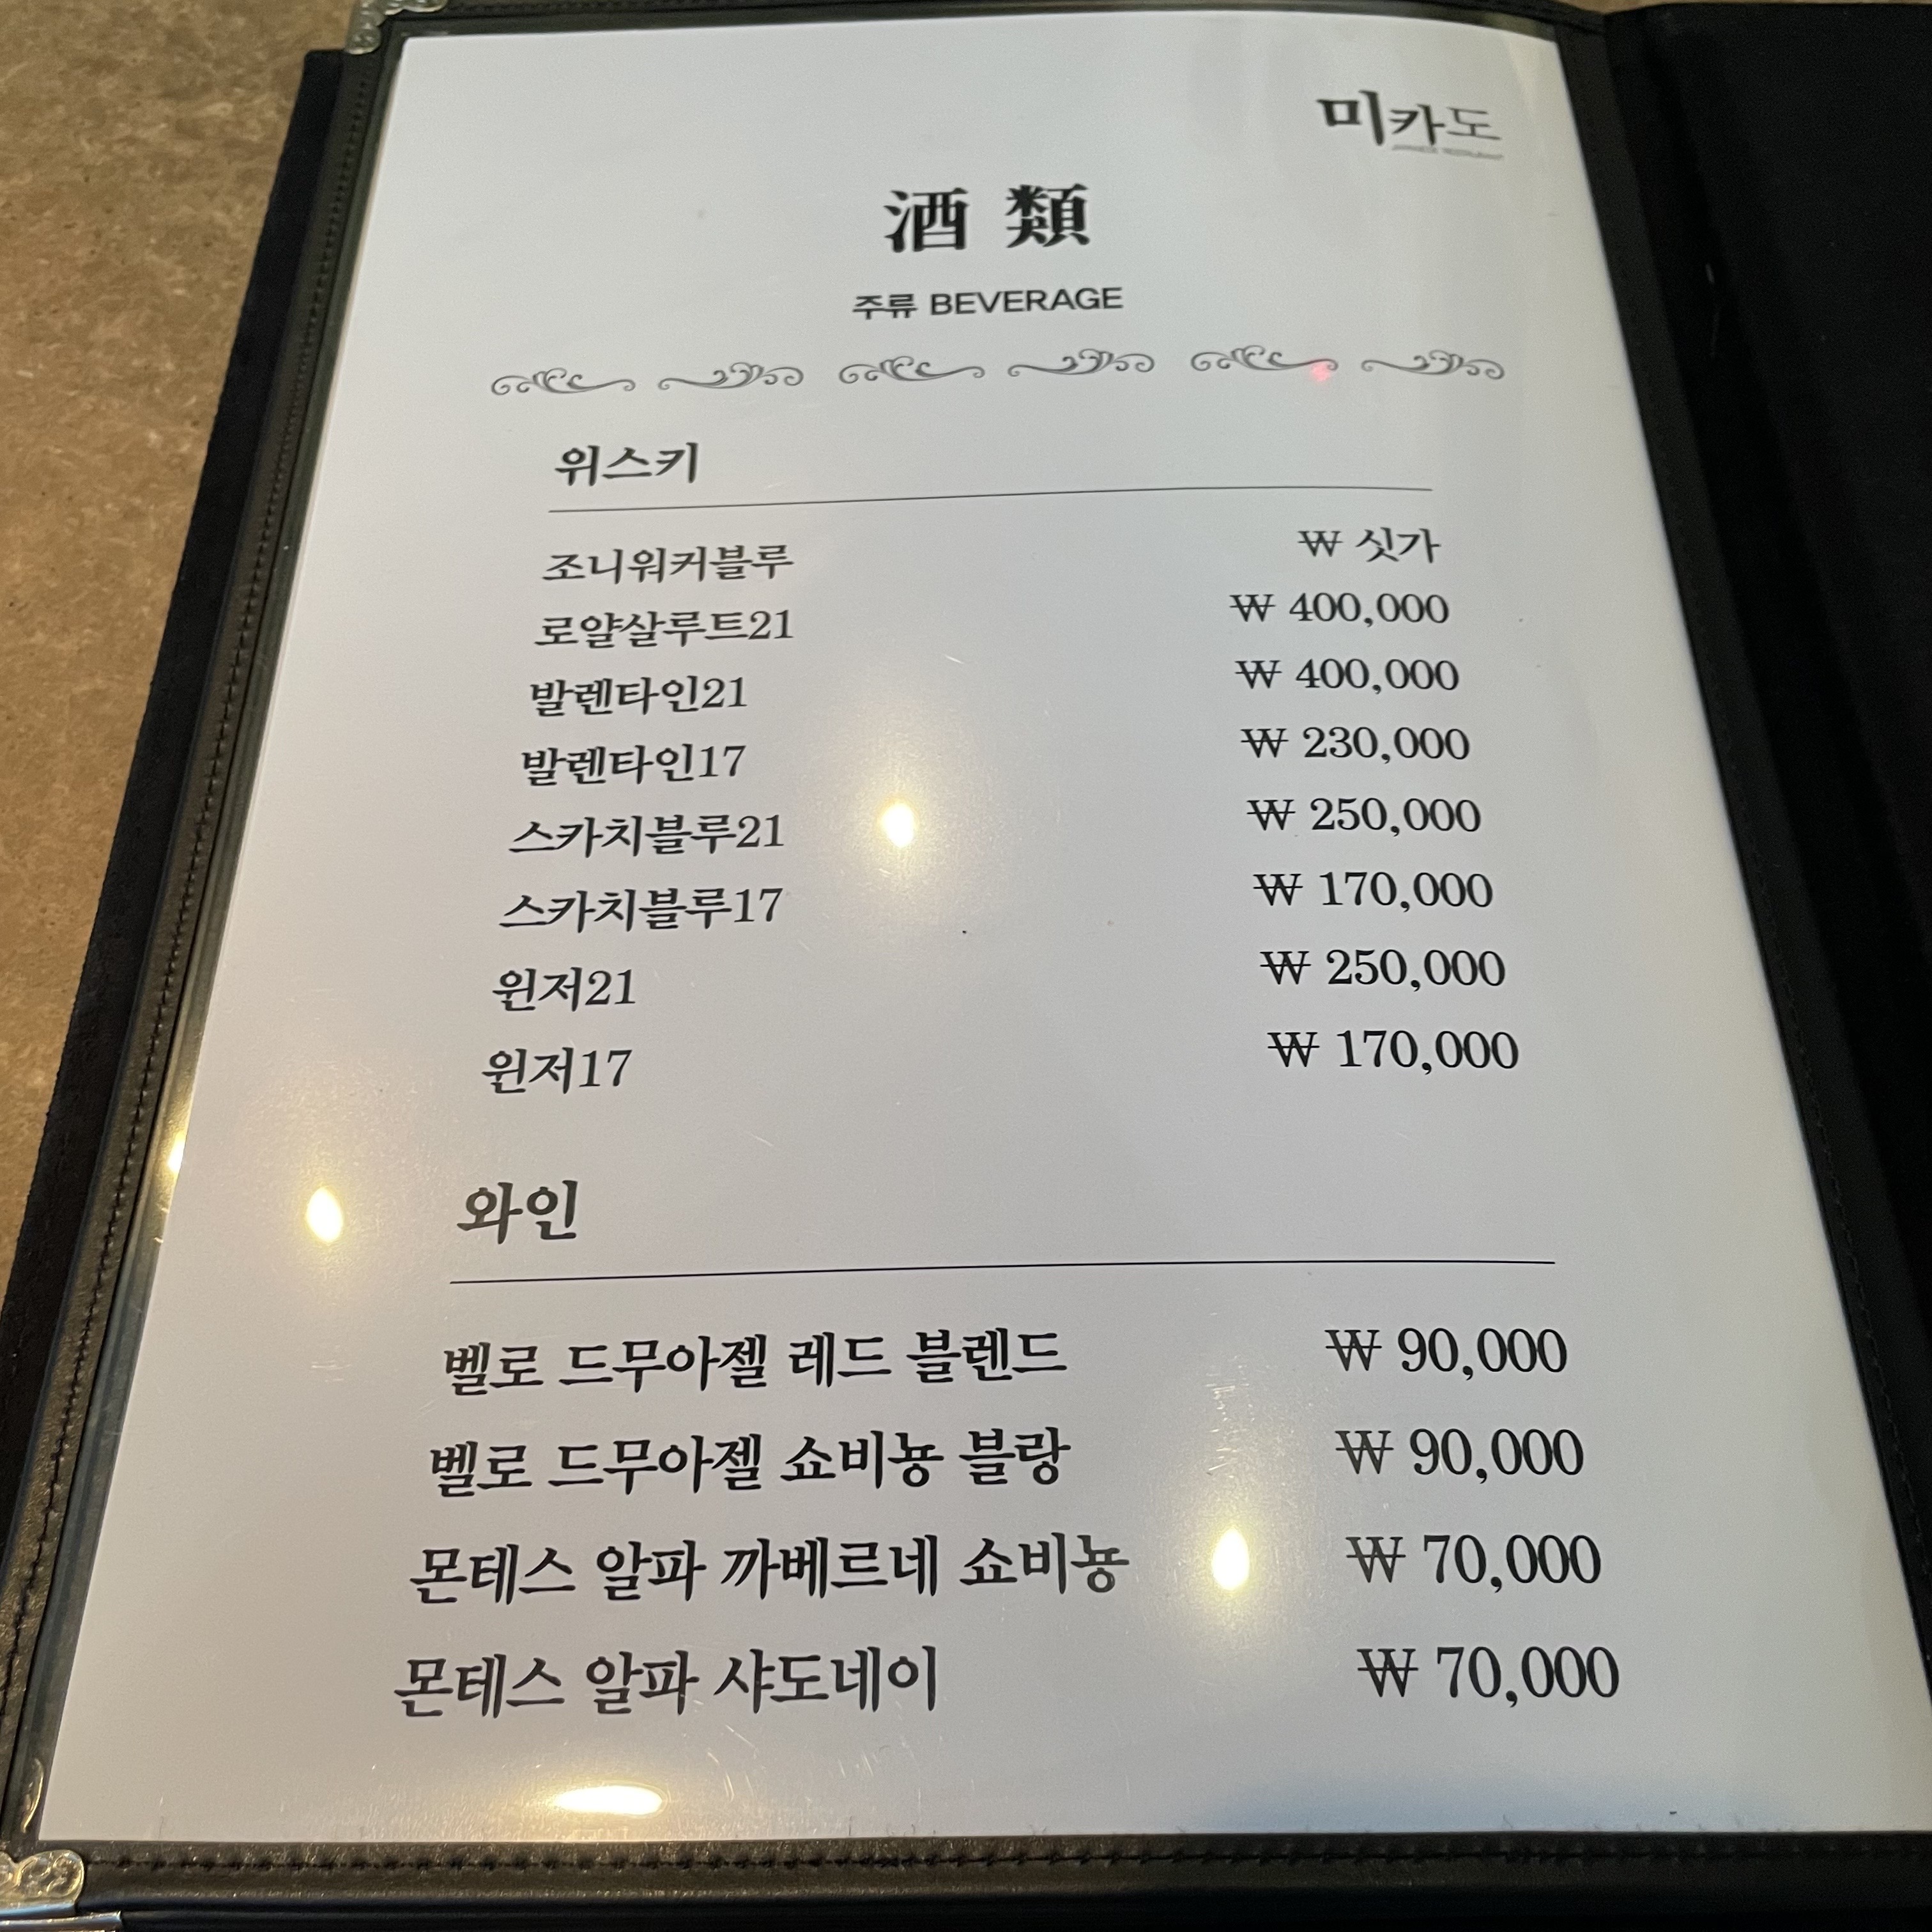 미카도
JAPANESE RESTAURANT
酒 類
주류 BEVERAGE
위스키
조니워커블루 ₩ 싯가
로얄살루트21 ₩ 400,000
발렌타인21 ₩ 400,000
발렌타인17 ₩ 230,000
스카치블루21 ₩ 250,000
스카치블루17 ₩ 170,000
윈저21 ₩ 250,000
윈저17 ₩ 170,000
와인
벨로 드무아젤 레드 블렌드 ₩ 90,000
벨로 드무아젤 쇼비뇽 블랑 ₩ 90,000
몬테스 알파 까베르네 쇼비뇽 ₩ 70,000
몬테스 알파 샤도네이 ₩ 70,000